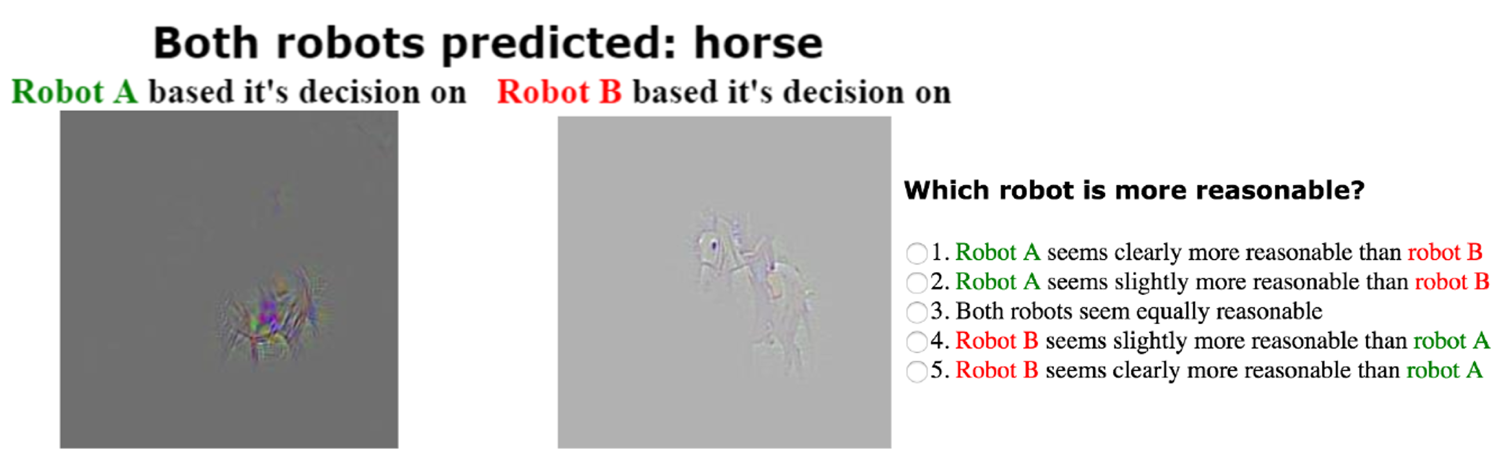 Both robots predicted: horse
Robot A based it's decision on
Robot B based it's decision on
Which robot is more reasonable?
1. Robot A seems clearly more reasonable than robot B
2. Robot A seems slightly more reasonable than robot B
3. Both robots seem equally reasonable
4. Robot B seems slightly more reasonable than robot A
5. Robot B seems clearly more reasonable than robot A